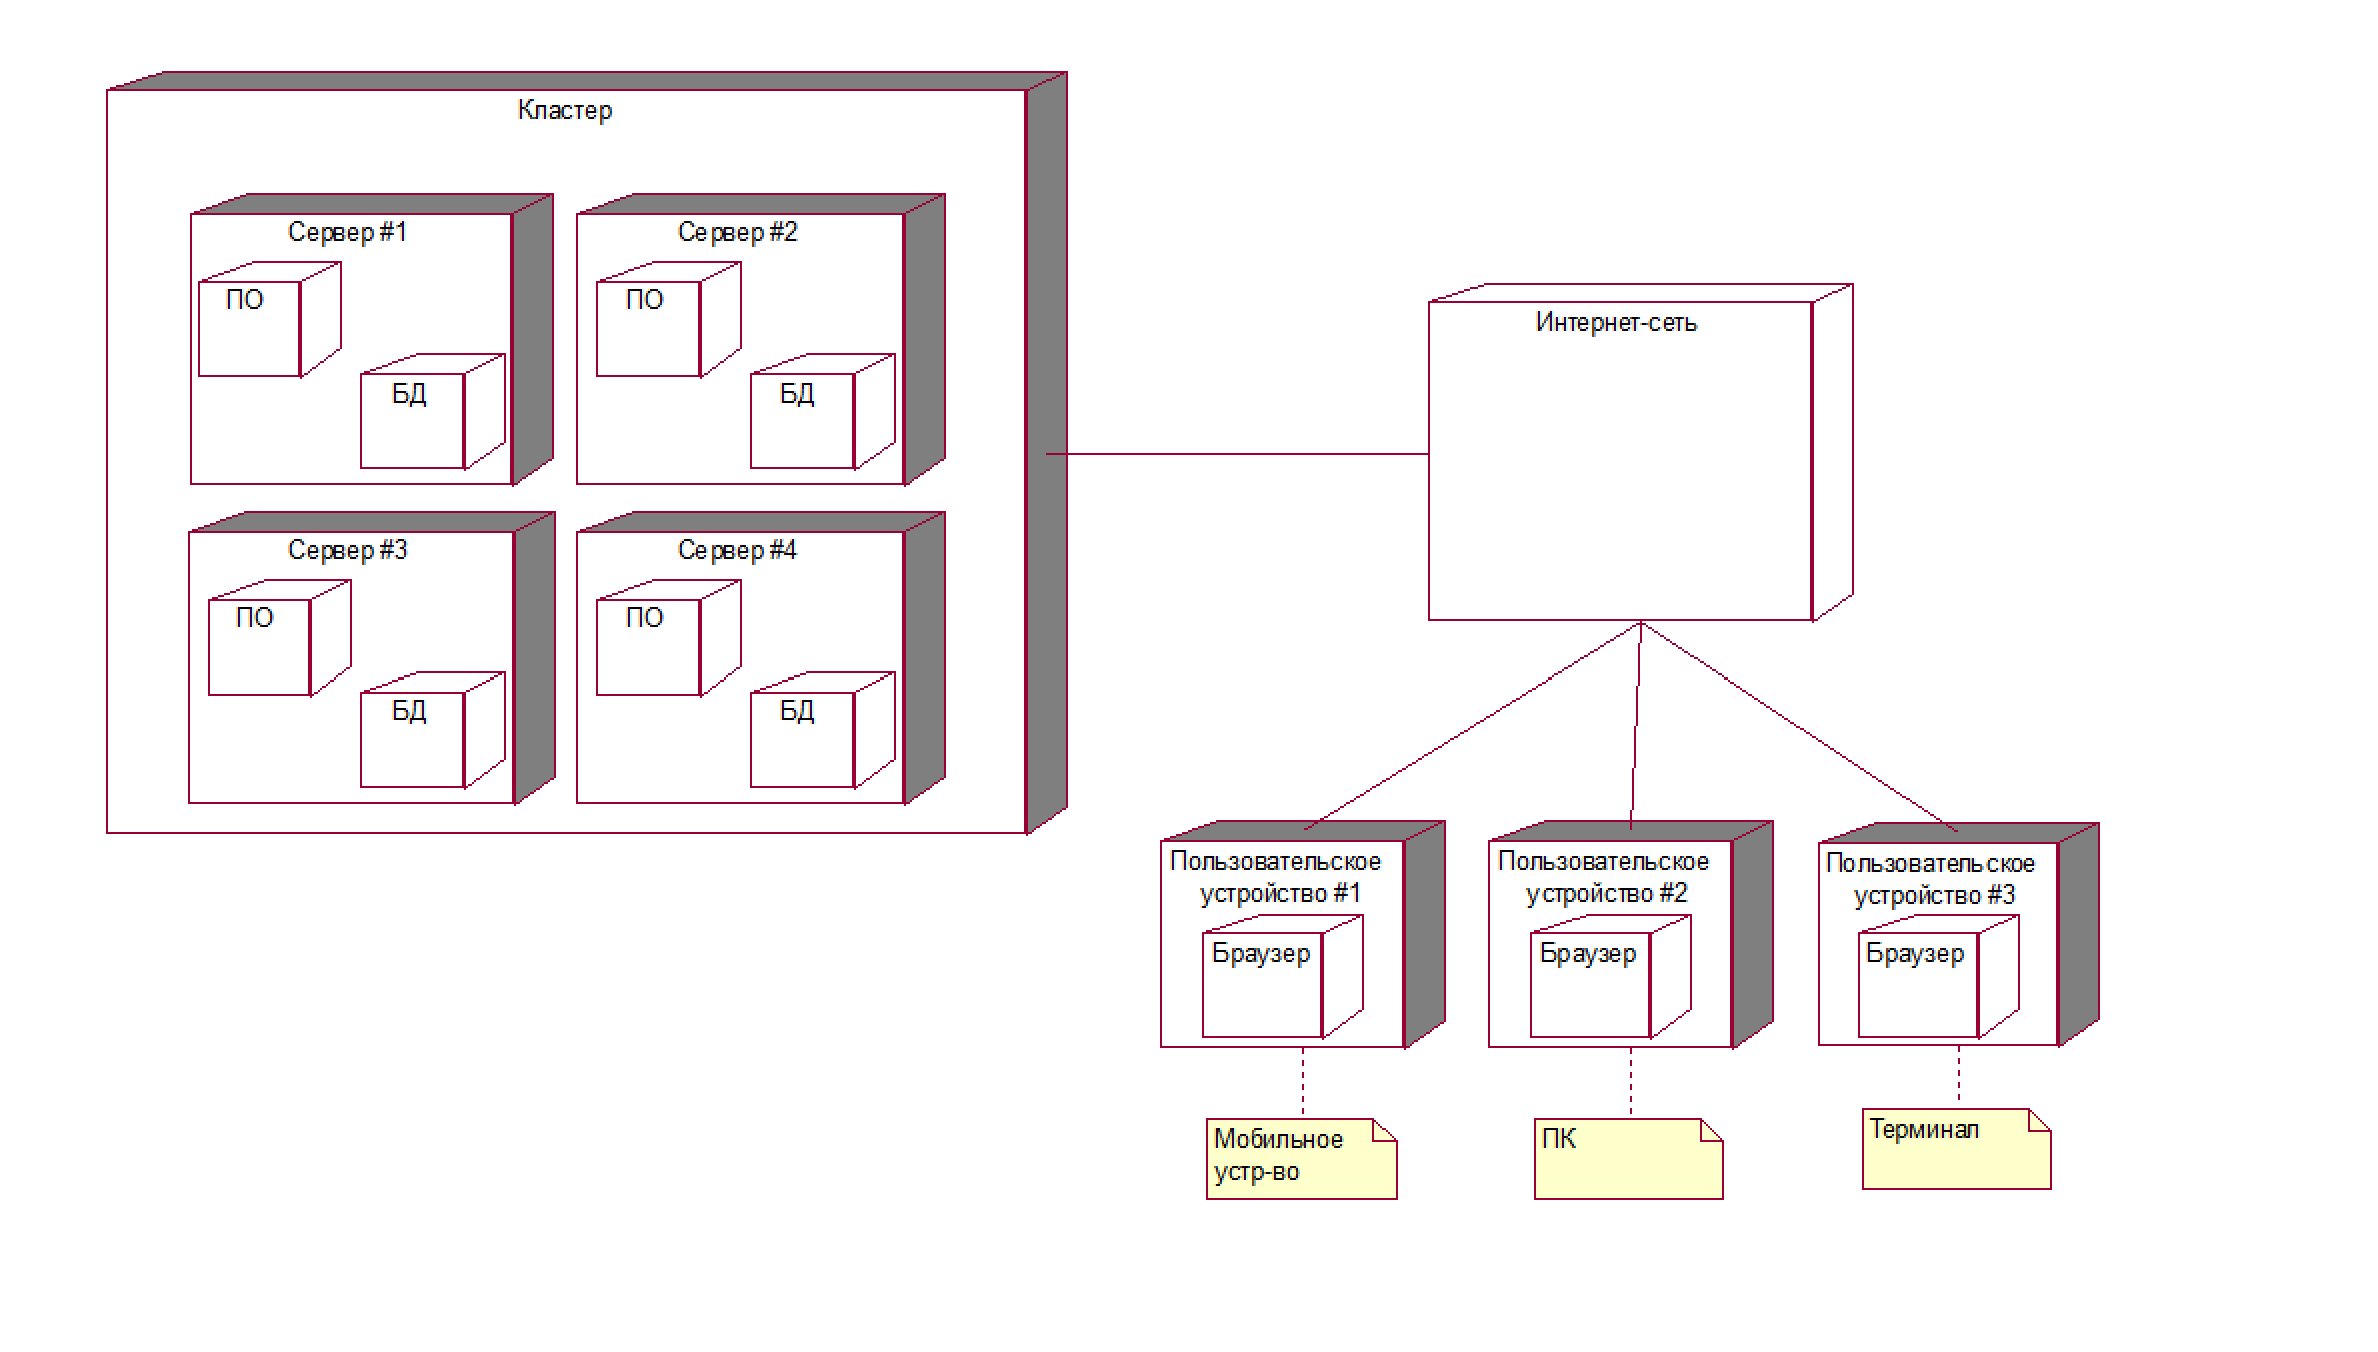 Кластер
Сервер #1
Сервер #2
ПО
ПО
БД
БД
Сервер #3
Сервер #4
ПО
ПО
БД
БД
Интернет-сеть
Пользовательское
устройство #1
Браузер
Пользовательское
устройство #2
Браузер
Пользовательское
устройство #3
Браузер
Мобильное
устр-во
ПК
Терминал